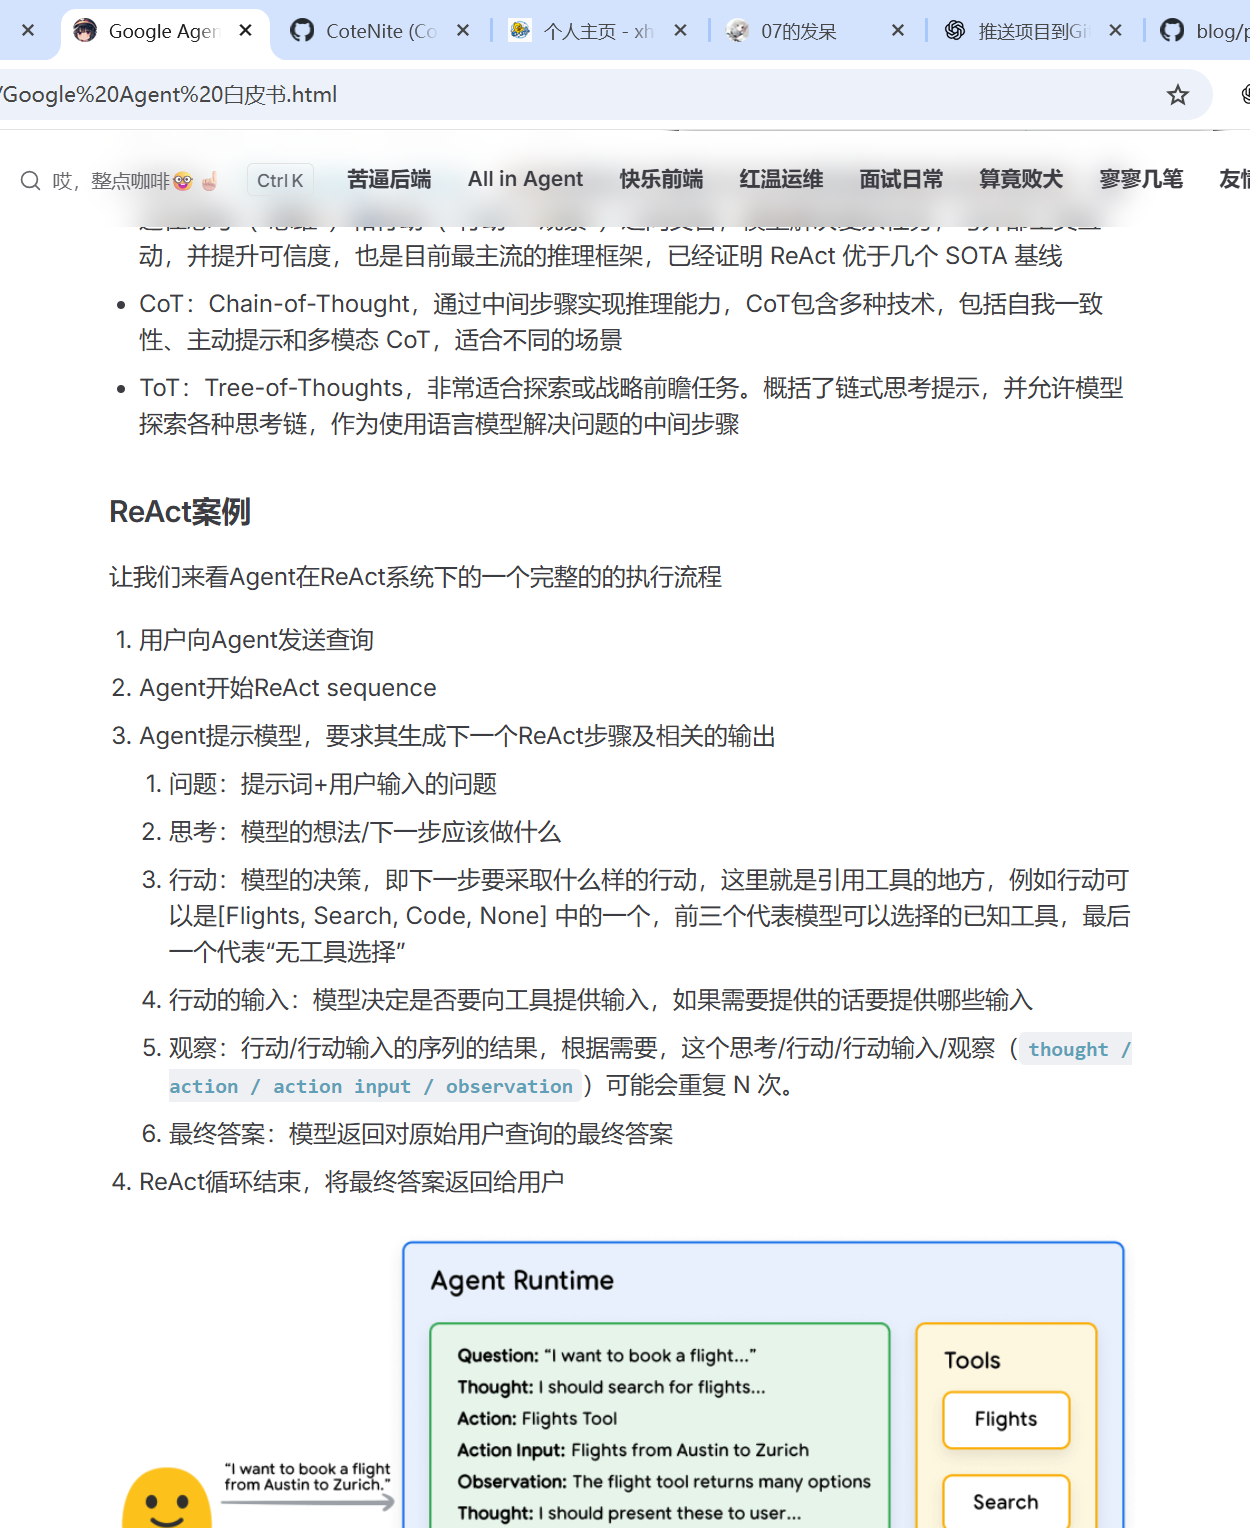 Google Agen
CoteNite (Co
个人主页 - xh
07的发呆
推送项目到Gi
blog/p
/Google%20Agent%20白皮书.html
哎，整点咖啡🤓☝🏻
Ctrl K
苦逼后端
All in Agent
快乐前端
红温运维
面试日常
算竟败犬
寥寥几笔
友情
动，并提升可信度，也是目前最主流的推理框架，已经证明 ReAct 优于几个 SOTA 基线
• CoT：Chain-of-Thought，通过中间步骤实现推理能力，CoT包含多种技术，包括自我一致
性、主动提示和多模态 CoT，适合不同的场景
• ToT：Tree-of-Thoughts，非常适合探索或战略前瞻任务。概括了链式思考提示，并允许模型
探索各种思考链，作为使用语言模型解决问题的中间步骤
ReAct案例
让我们来看Agent在ReAct系统下的一个完整的的执行流程
1. 用户向Agent发送查询
2. Agent开始ReAct sequence
3. Agent提示模型，要求其生成下一个ReAct步骤及相关的输出
1. 问题：提示词+用户输入的问题
2. 思考：模型的想法/下一步应该做什么
3. 行动：模型的决策，即下一步要采取什么样的行动，这里就是引用工具的地方，例如行动可
以是[Flights, Search, Code, None] 中的一个，前三个代表模型可以选择的已知工具，最后
一个代表“无工具选择”
4. 行动的输入：模型决定是否要向工具提供输入，如果需要提供的话要提供哪些输入
5. 观察：行动/行动输入的序列的结果，根据需要，这个思考/行动/行动输入/观察（thought /
action / action input / observation）可能会重复 N 次。
6. 最终答案：模型返回对原始用户查询的最终答案
4. ReAct循环结束，将最终答案返回给用户
Agent Runtime
Question: “I want to book a flight...”
Thought: I should search for flights...
Action: Flights Tool
Action Input: Flights from Austin to Zurich
Observation: The flight tool returns many options
Thought: I should present these to user...
Tools
Flights
Search
“I want to book a flight
from Austin to Zurich.”